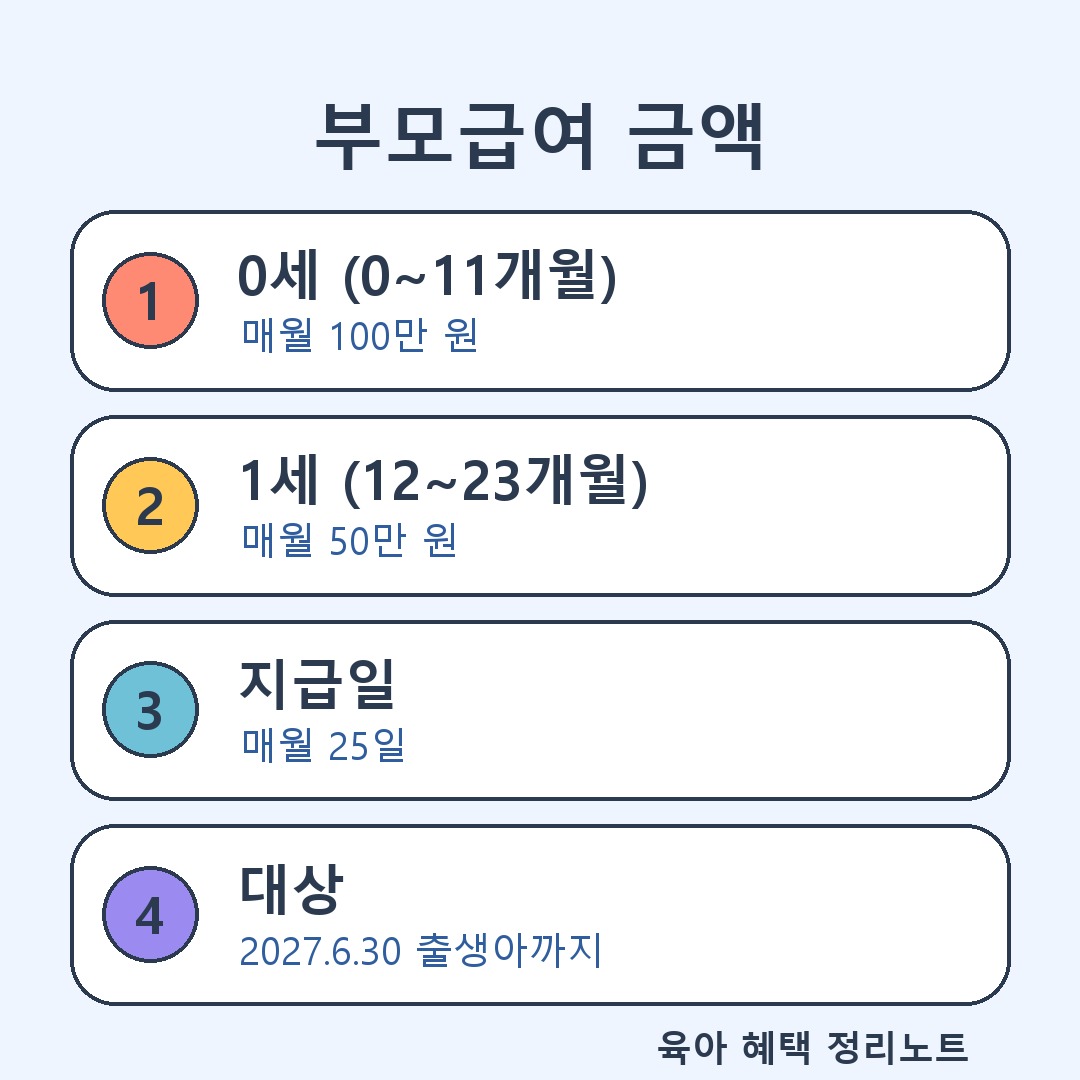 부모급여 금액
1
0세 (0~11개월)
매월 100만 원
2
1세 (12~23개월)
매월 50만 원
3
지급일
매월 25일
4
대상
2027.6.30 출생아까지
육아 혜택 정리노트